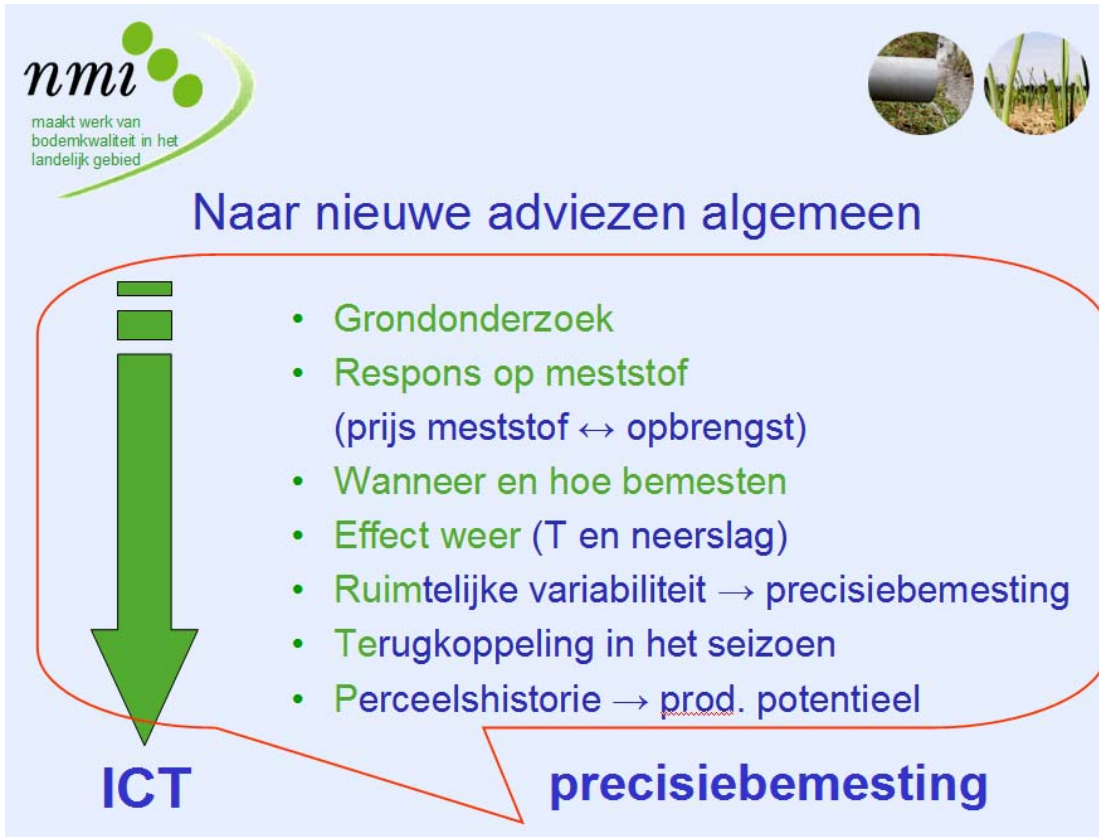 nmi
maakt werk van
bodemkwaliteit in het
landelijk gebied
Naar nieuwe adviezen algemeen
• Grondonderzoek
• Respons op meststof
(prijs meststof ↔ opbrengst)
• Wanneer en hoe bemesten
• Effect weer (T en neerslag)
• Ruimtelijke variabiliteit → precisiebemesting
• Terugkoppeling in het seizoen
• Perceelshistorie → prod. potentieel
ICT
precisiebemesting